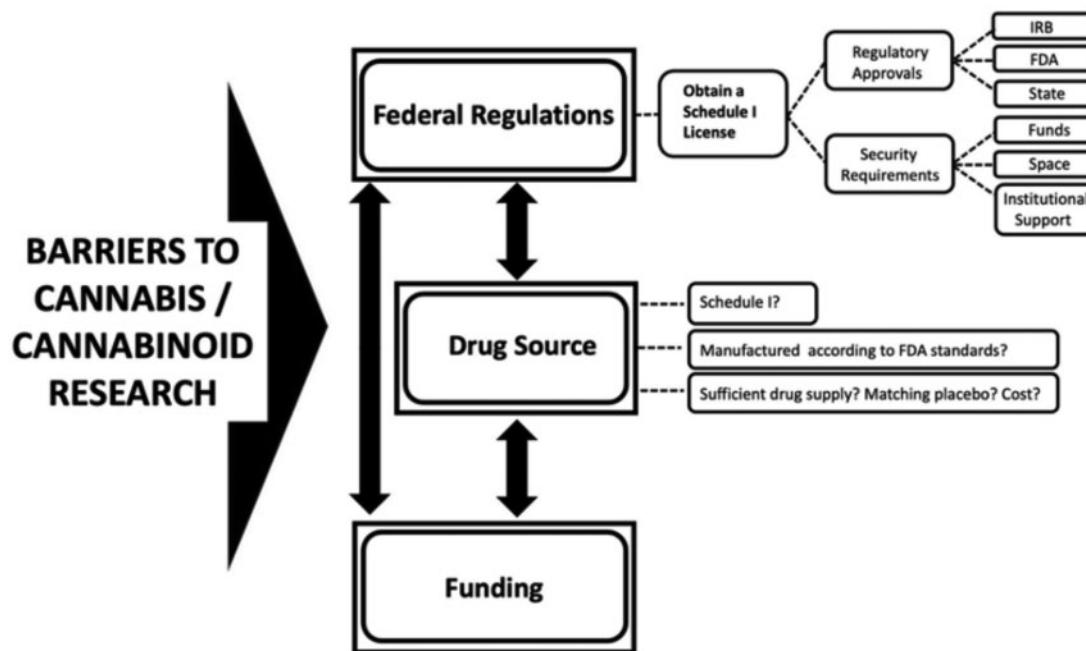 BARRIERS TO
CANNABIS /
CANNABINOID
RESEARCH
Federal Regulations
Obtain a
Schedule I
License
Regulatory
Approvals
IRB
FDA
State
Security
Requirements
Funds
Space
Institutional
Support
Drug Source
Schedule I?
Manufactured according to FDA standards?
Sufficient drug supply? Matching placebo? Cost?
Funding